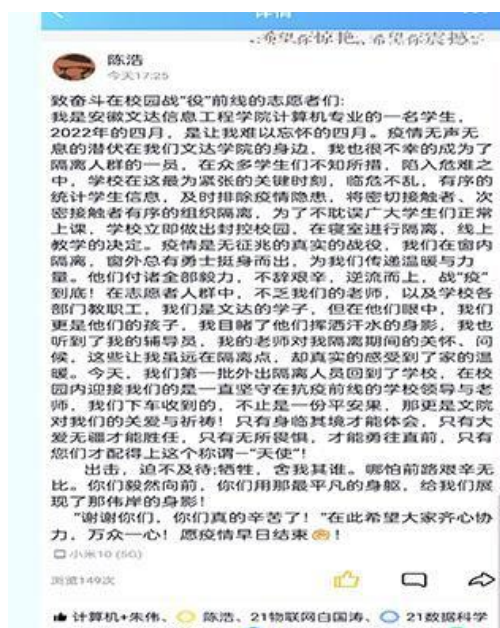 详情
..希望你惊艳,.希望你震撼..
陈浩
今天17:25
致奋斗在校园战"役"前线的志愿者们:
我是安徽文达信息工程学院计算机专业的一名学生,
2022年的四月,是让我难以忘怀的四月。疫情无声无
息的潜伏在我们文达学院的身边,我也很不幸的成为了
隔离人群的一员,在众多学生们不知所措,陷入危难之
中,学校在这最为紧张的关键时刻,临危不乱,有序的
统计学生信息,及时排除疫情隐患,将密切接触者、次
密接触者有序的组织隔离,为了不耽误广大学生们正常
上课,学校立即做出封控校园,在寝室进行隔离,线上
教学的决定。疫情是无征兆的真实的战役,我们在窗内
隔离,窗外总有勇士挺身而出,为我们传递温暖与力
量。他们付诸全部毅力,不辞艰辛,逆流而上,战"疫"
到底!在志愿者人群中,不乏我们的老师,以及学校各
部门教职工,我们是文达的学子,但在他们眼中,我们
更是他们的孩子,我目睹了他们挥洒汗水的身影,我也
听到了我的辅导员,我的老师对我隔离期间的关怀、问
候,这些让我虽远在隔离点,却真实的感受到了家的温
暖。今天,我们第一批外出隔离人员回到了学校,在校
园内迎接我们的是一直坚守在抗疫前线的学校领导与老
师,我们下车收到的,不止是一份平安果,那更是文院
对我们的关爱与祈祷!只有身临其境才能体会,只有大
爱无疆才能胜任,只有无所畏惧,才能勇往直前,只有
您们才配得上这个称谓—"天使"!
出击,迫不及待;牺牲,舍我其谁。哪怕前路艰辛无
比。你们毅然向前,你们用那最平凡的身躯,给我们展
现了那伟岸的身影!
"谢谢你们,你们真的辛苦了!"在此希望大家齐心协
力,万众一心!愿疫情早日结束!
小米10 (5G)
浏览149次
计算机+朱伟、 陈浩、21物联网白国涛、 21数据科学